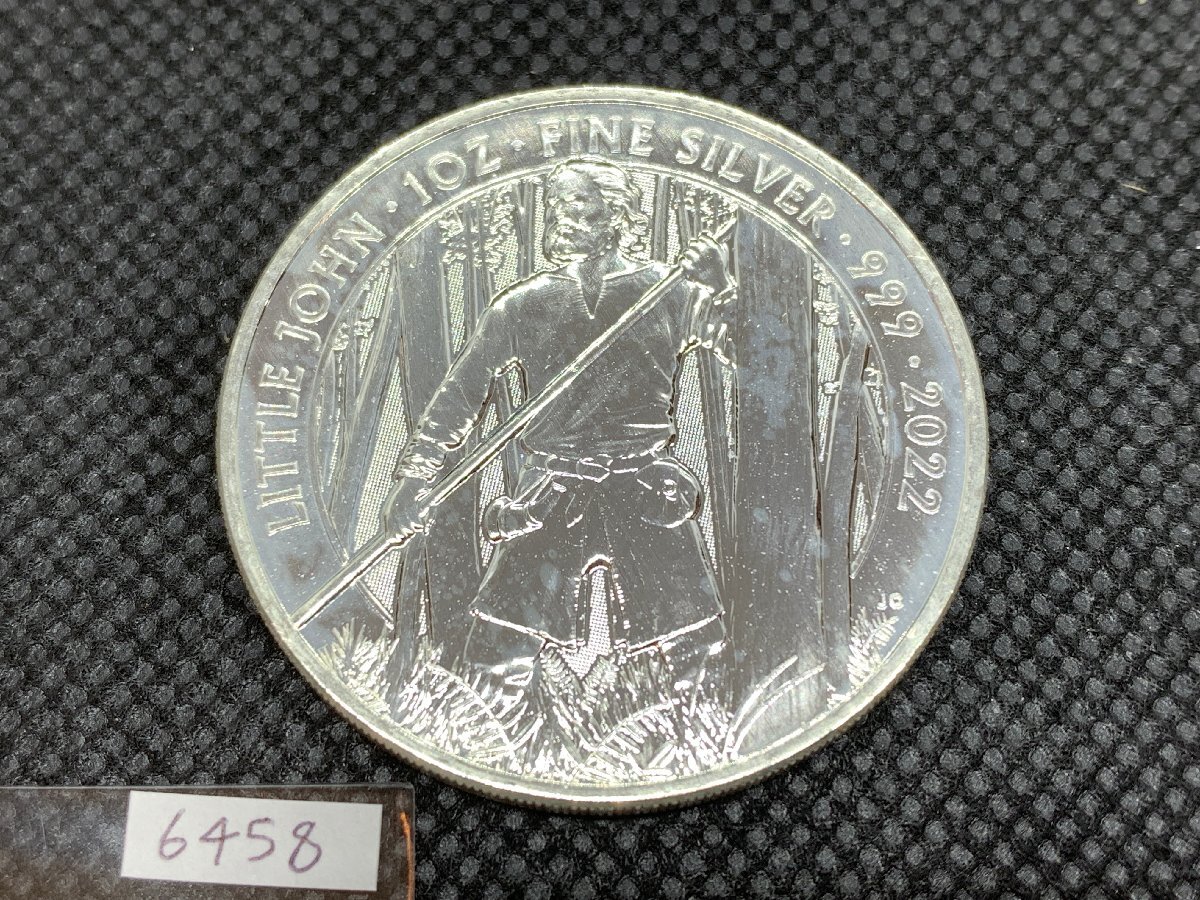 LITTLE JOHN · 1OZ · FINE SILVER · 999 · 2022
JC
6458